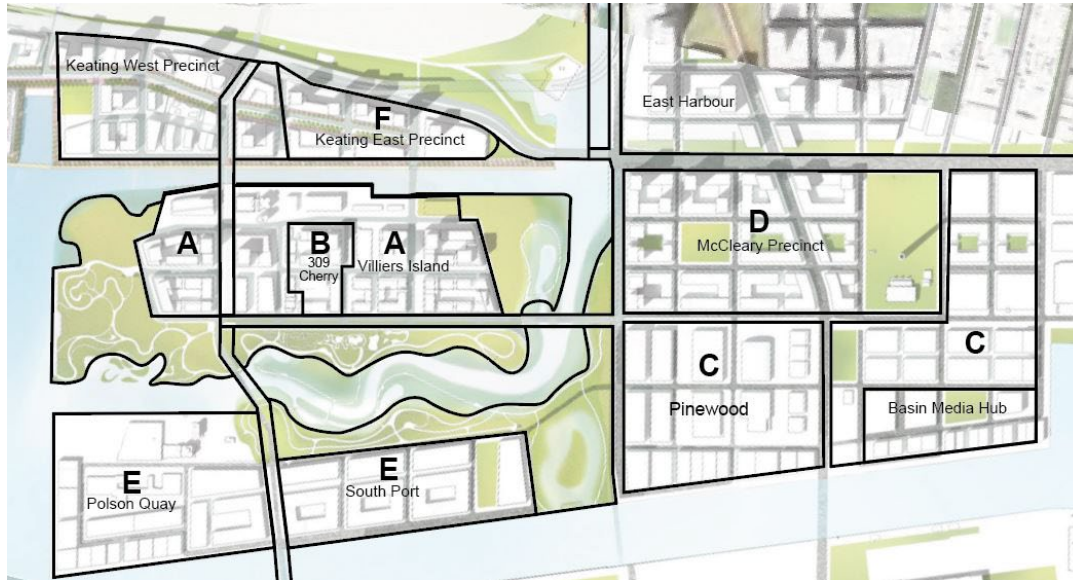 Keating West Precinct
F
Keating East Precinct
East Harbour
A
B
309
Cherry
A
Villiers Island
D
McCleary Precinct
C
Pinewood
C
Basin Media Hub
E
Polson Quay
E
South Port